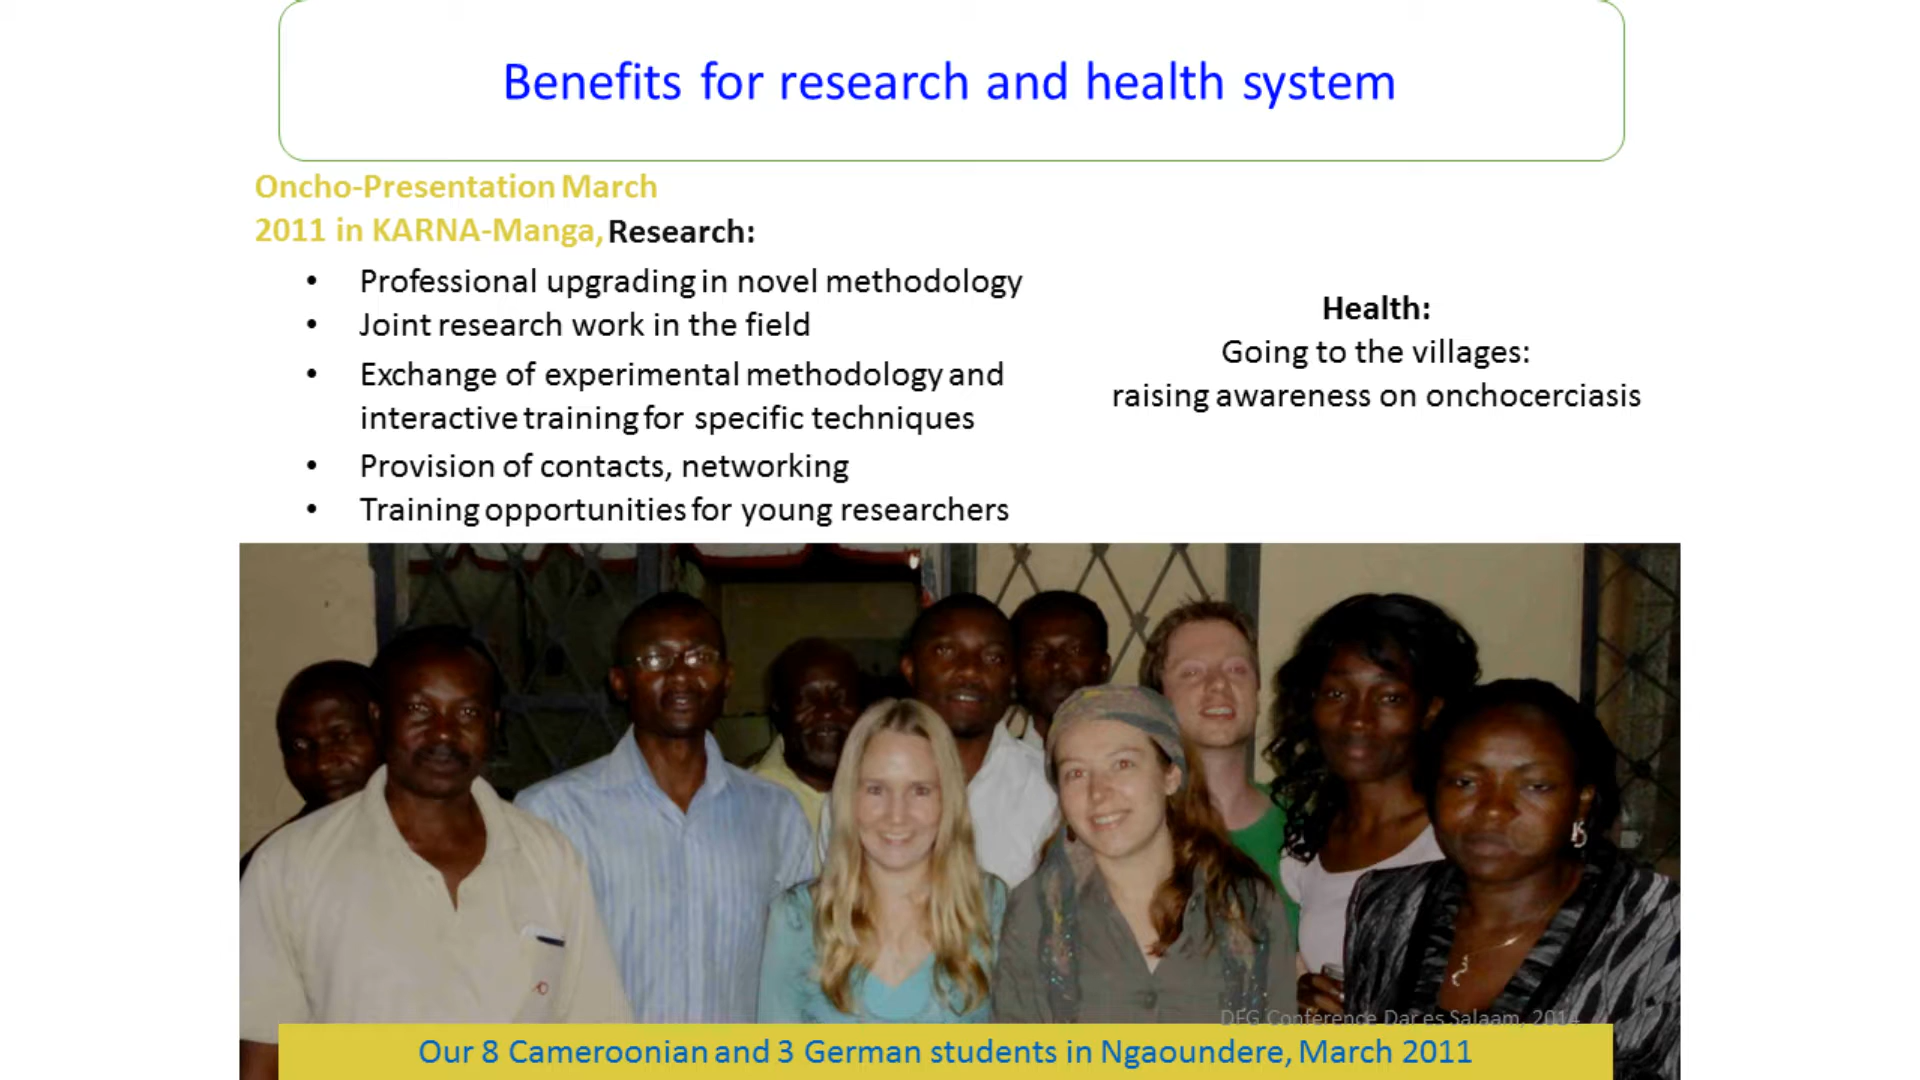 Benefits for research and health system
Oncho-Presentation March
2011 in KARNA-Manga, Research:
• Professional upgrading in novel methodology
• Joint research work in the field
• Exchange of experimental methodology and
interactive training for specific techniques
• Provision of contacts, networking
• Training opportunities for young researchers
Health:
Going to the villages:
raising awareness on onchocerciasis
DFG Conference Dar es Salaam, 2014
Our 8 Cameroonian and 3 German students in Ngaoundere, March 2011